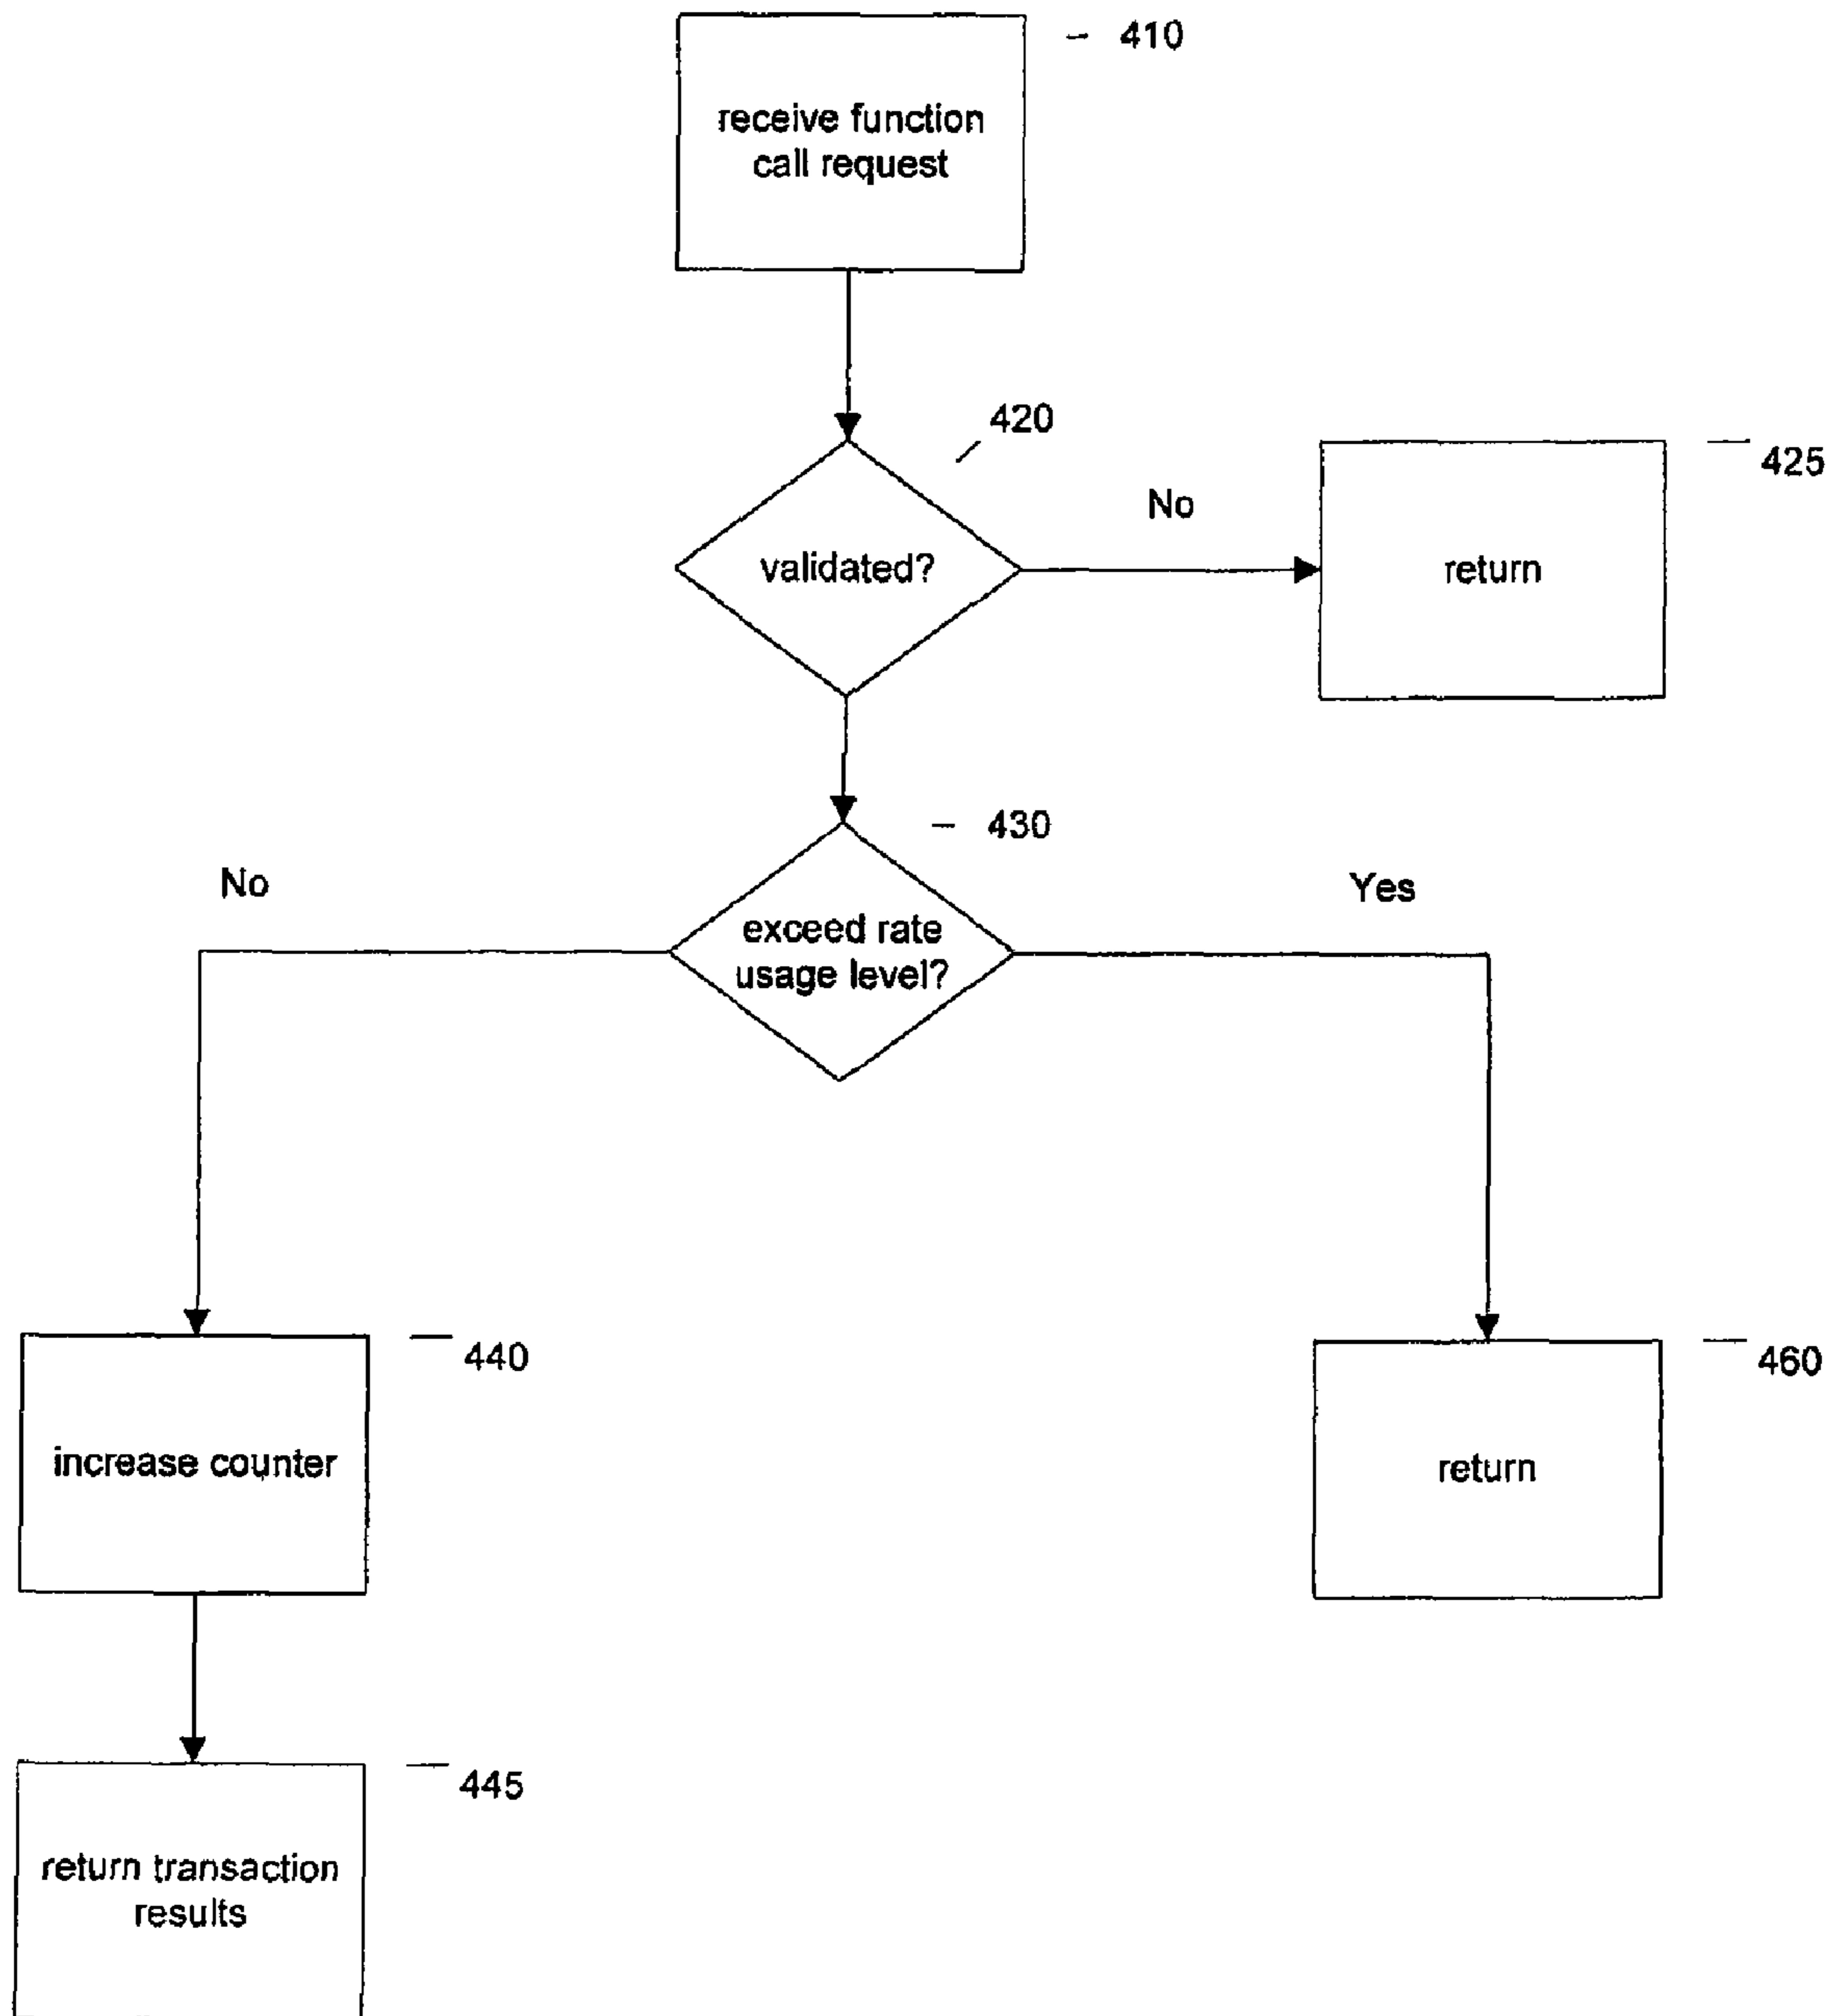 410
receive function
call request
420
425
No
validated?
return
430
No
Yes
exceed rate
usage level?
440
460
increase counter
return
445
return transaction
results